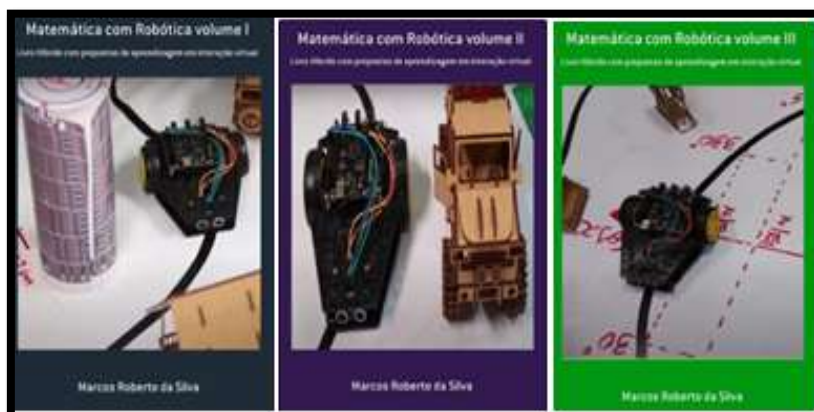 Matemática com Robótica volume I
Livro Híbrido com propostas de aprendizagem em interação virtual
Marcos Roberto da Silva
Matemática com Robótica volume II
Livro Híbrido com propostas de aprendizagem em interação virtual
Marcos Roberto da Silva
Matemática com Robótica volume III
Livro Híbrido com propostas de aprendizagem em interação virtual
330°
30°
Marcos Roberto da Silva